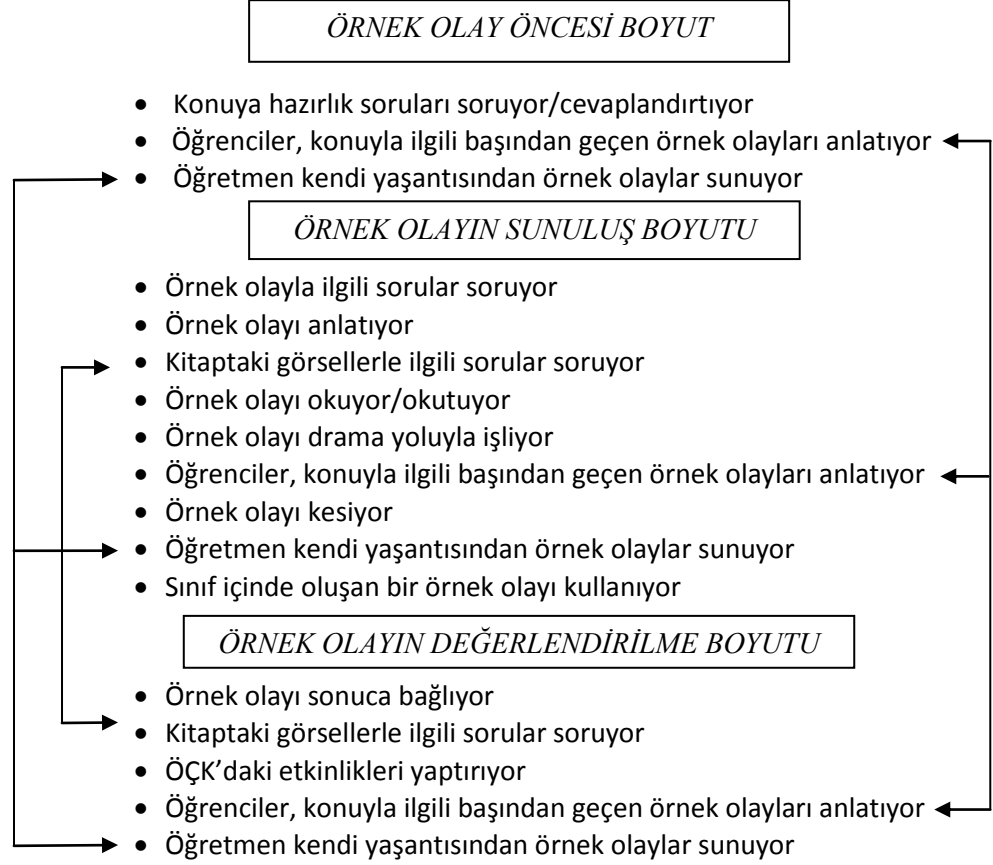 ÖRNEK OLAY ÖNCESİ BOYUT
• Konuya hazırlık soruları soruyor/cevaplandırtıyor
• Öğrenciler, konuyla ilgili başından geçen örnek olayları anlatıyor
• Öğretmen kendi yaşantısından örnek olaylar sunuyor
ÖRNEK OLAYIN SUNULUŞ BOYUTU
• Örnek olayla ilgili sorular soruyor
• Örnek olayı anlatıyor
• Kitaptaki görsellerle ilgili sorular soruyor
• Örnek olayı okuyor/okutuyor
• Örnek olayı drama yoluyla işliyor
• Öğrenciler, konuyla ilgili başından geçen örnek olayları anlatıyor
• Örnek olayı kesiyor
• Öğretmen kendi yaşantısından örnek olaylar sunuyor
• Sınıf içinde oluşan bir örnek olayı kullanıyor
ÖRNEK OLAYIN DEĞERLENDİRİLME BOYUTU
• Örnek olayı sonuca bağlıyor
• Kitaptaki görsellerle ilgili sorular soruyor
• ÖÇK’daki etkinlikleri yaptırıyor
• Öğrenciler, konuyla ilgili başından geçen örnek olayları anlatıyor
• Öğretmen kendi yaşantısından örnek olaylar sunuyor